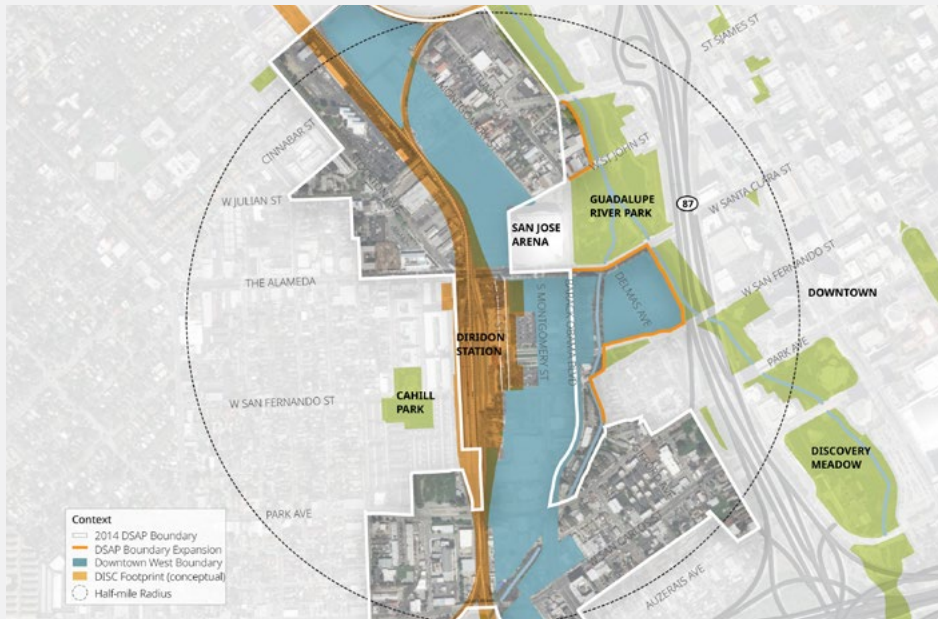 ST SJAMES ST
CINNABAR ST
W ST JOHN ST
W SANTA CLARA ST
W JULIAN ST
GUADALUPE
RIVER PARK
87
SAN JOSE
ARENA
W SAN FERNANDO ST
THE ALAMEDA
DELMAS AVE
DOWNTOWN
S MONTGOMERY ST
DIRIDON
STATION
PARK AVE
CAHILL
PARK
W SAN FERNANDO ST
DISCOVERY
MEADOW
PARK AVE
AUZERAIS AVE
Context
2014 DSAP Boundary
DSAP Boundary Expansion
Downtown West Boundary
DISC Footprint (conceptual)
Half-mile Radius